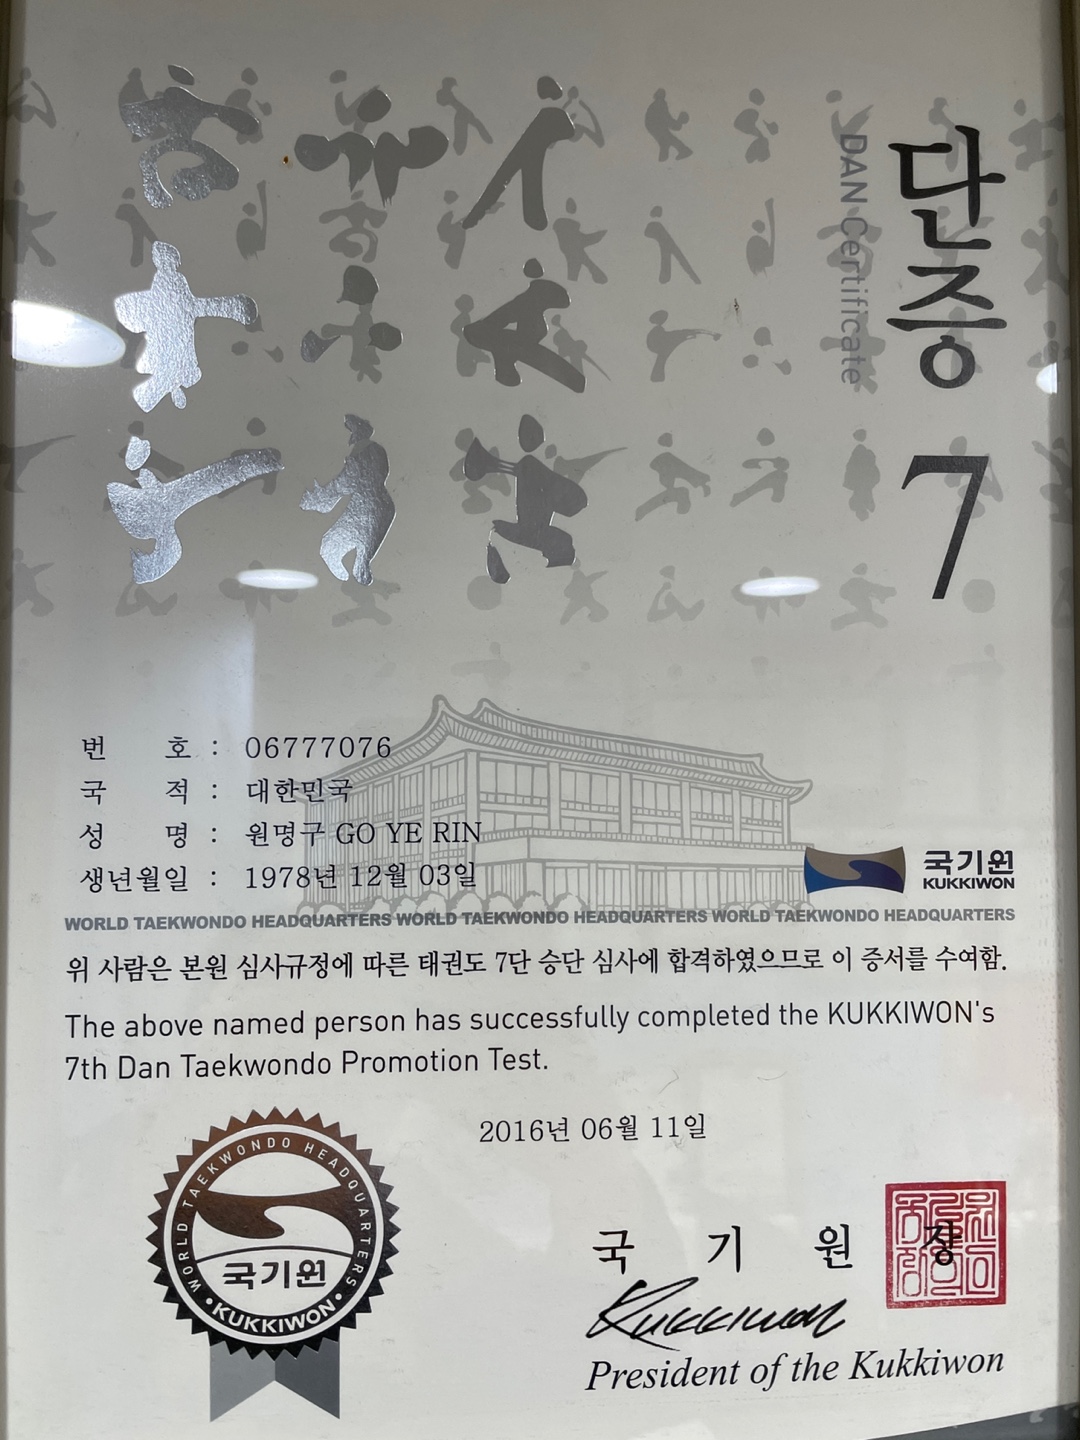 단증 7
DAN Certificate
번 호 : 06777076
국 적 : 대한민국
성 명 : 원명구 GO YE RIN
생년월일 : 1978년 12월 03일
국기원
KUKKIWON
WORLD TAEKWONDO HEADQUARTERS WORLD TAEKWONDO HEADQUARTERS WORLD TAEKWONDO HEADQUARTERS
위 사람은 본원 심사규정에 따른 태권도 7단 승단 심사에 합격하였으므로 이 증서를 수여함.
The above named person has successfully completed the KUKKIWON's
7th Dan Taekwondo Promotion Test.
2016년 06월 11일
WORLD TAEKWONDO HEADQUARTERS
국기원
KUKKIWON
국 기 원 장
Kukkiwon
President of the Kukkiwon